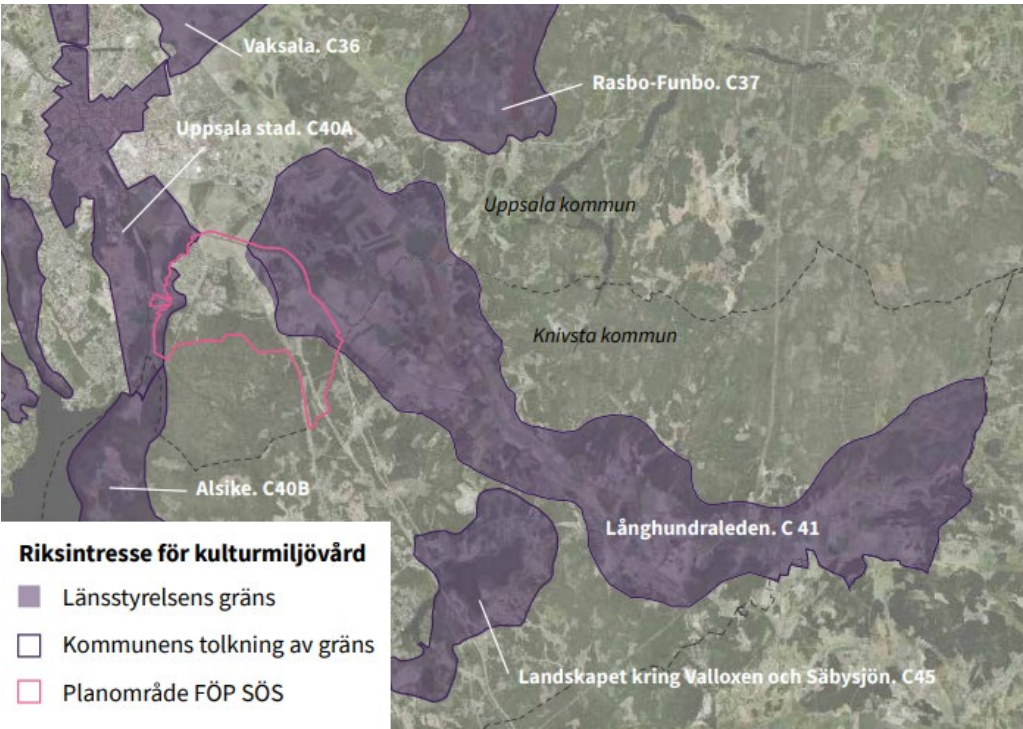 Vaksala. C36
Rasbo-Funbo. C37
Uppsala stad. C40A
Uppsala kommun
Knivsta kommun
Alsike. C40B
Långhundraleden. C 41
Landskapet kring Valloxen och Säbysjön. C45
Riksintresse för kulturmiljövård
Länsstyrelsens gräns
Kommunens tolkning av gräns
Planområde FÖP SÖS